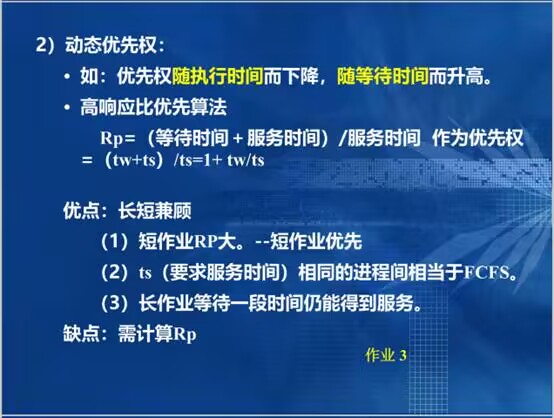 2）动态优先权：
• 如：优先权随执行时间而下降，随等待时间而升高。
• 高响应比优先算法
Rp=（等待时间＋服务时间）/服务时间 作为优先权
=（tw+ts）/ts=1+ tw/ts
优点：长短兼顾
（1）短作业RP大。--短作业优先
（2）ts（要求服务时间）相同的进程间相当于FCFS。
（3）长作业等待一段时间仍能得到服务。
缺点：需计算Rp
作业 3